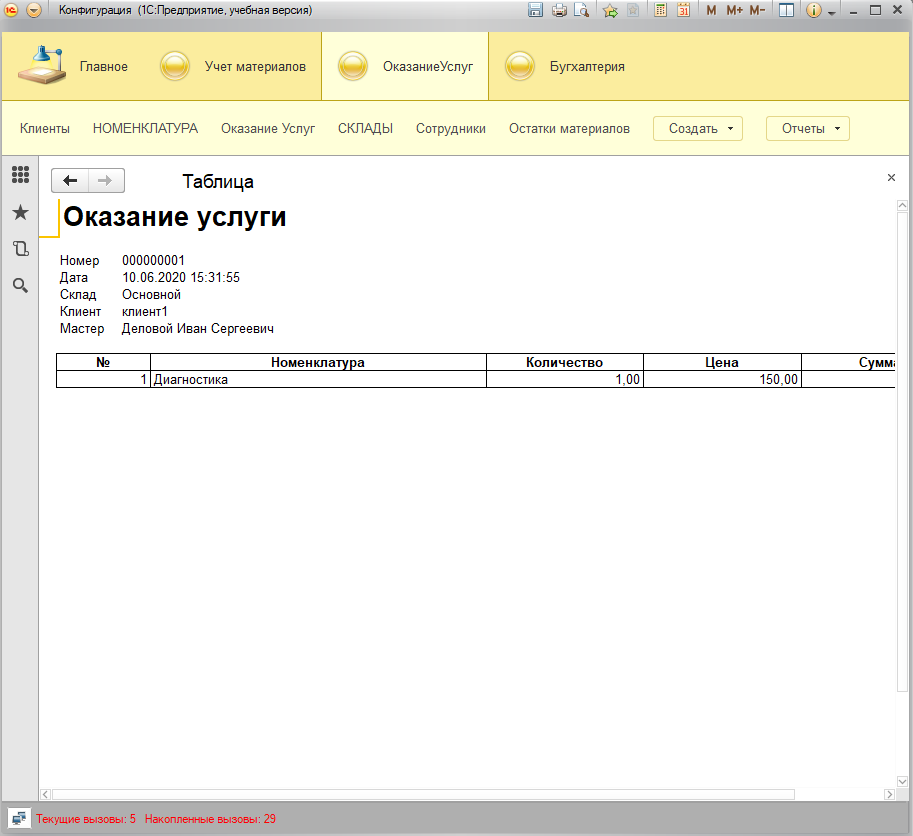 Конфигурация (1С:Предприятие, учебная версия) 31 M M+ M-
Главное Учет материалов ОказаниеУслуг Бугхалтерия
Клиенты НОМЕНКЛАТУРА Оказание Услуг СКЛАДЫ Сотрудники Остатки материалов Создать Отчеты
Таблица
Оказание услуги
Номер 000000001
Дата 10.06.2020 15:31:55
Склад Основной
Клиент клиент1
Мастер Деловой Иван Сергеевич
№ Номенклатура Количество Цена Сумма
1 Диагностика 1,00 150,00
Текущие вызовы: 5 Накопленные вызовы: 29